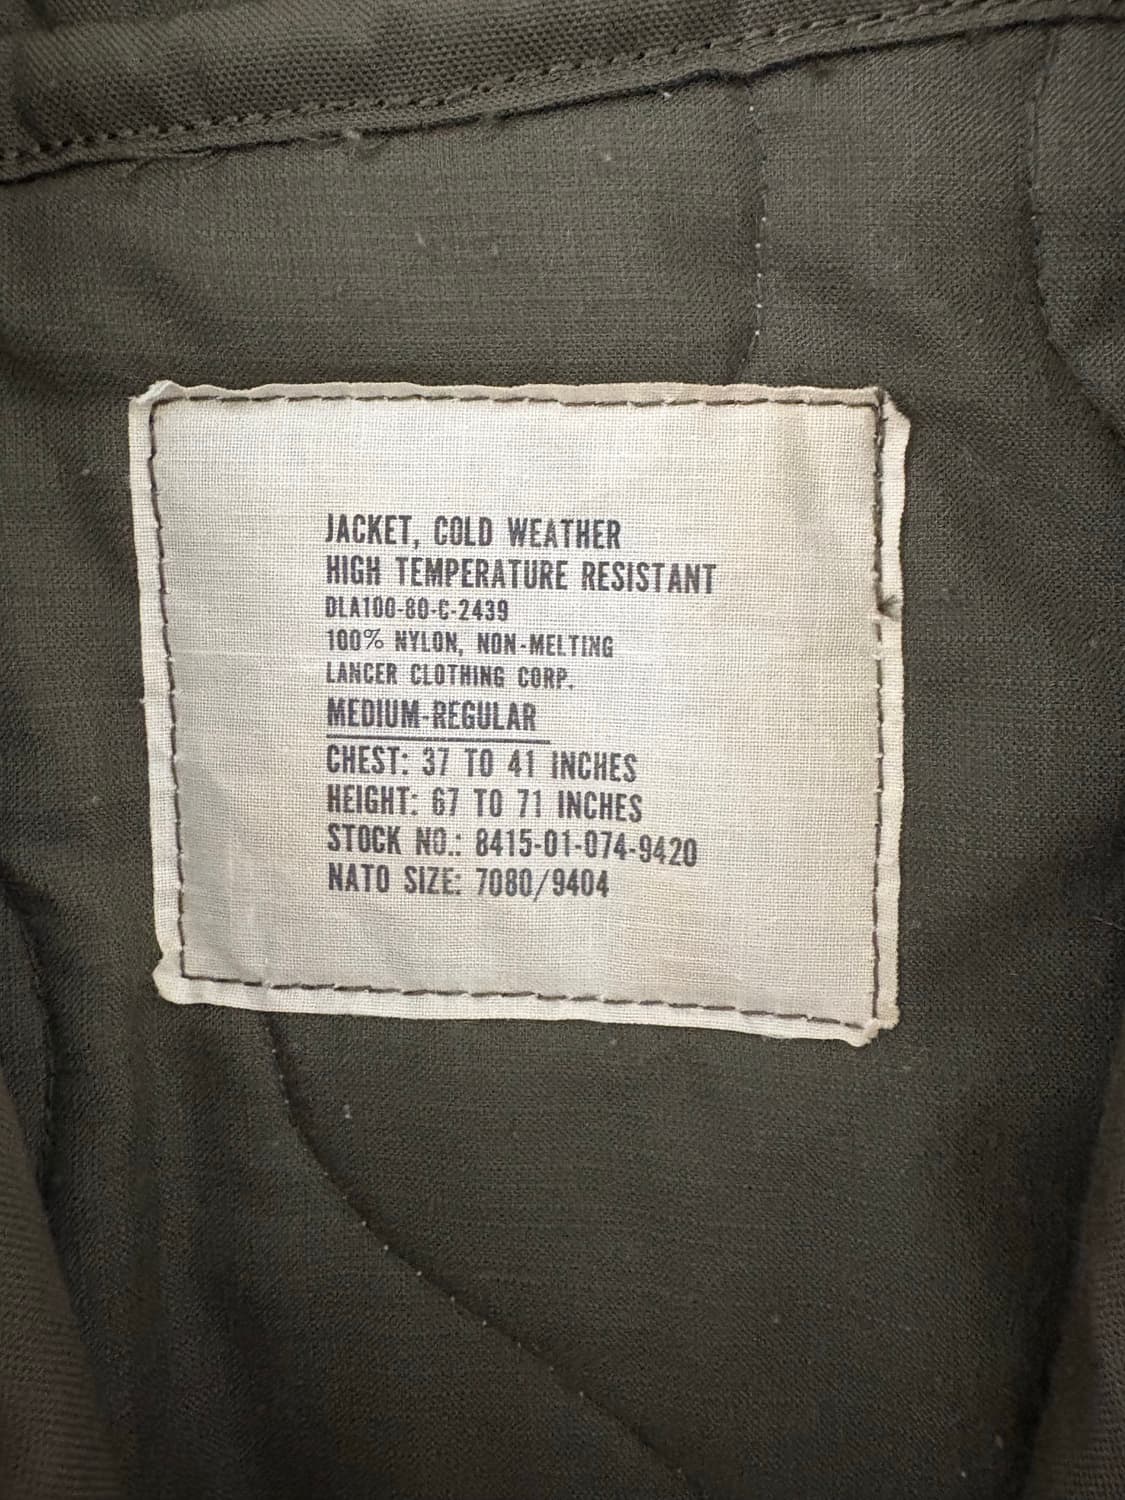 JACKET, COLD WEATHER
HIGH TEMPERATURE RESISTANT
DLA100-80-C-2439
100% NYLON, NON-MELTING
LANCER CLOTHING CORP.
MEDIUM-REGULAR
CHEST: 37 TO 41 INCHES
HEIGHT: 67 TO 71 INCHES
STOCK NO.: 8415-01-074-9420
NATO SIZE: 7080/9404